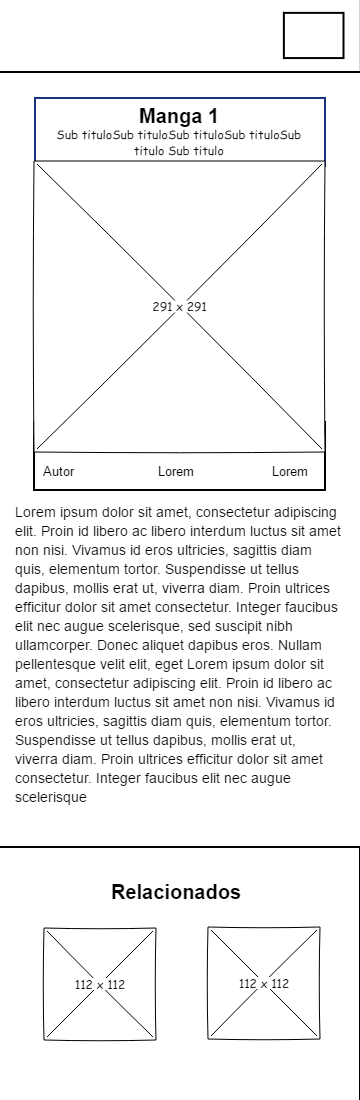 Manga 1
Sub tituloSub tituloSub tituloSub tituloSub
titulo Sub titulo
291 x 291
Autor Lorem Lorem
Lorem ipsum dolor sit amet, consectetur adipiscing
elit. Proin id libero ac libero interdum luctus sit amet
non nisi. Vivamus id eros ultricies, sagittis diam
quis, elementum tortor. Suspendisse ut tellus
dapibus, mollis erat ut, viverra diam. Proin ultrices
efficitur dolor sit amet consectetur. Integer faucibus
elit nec augue scelerisque, sed suscipit nibh
ullamcorper. Donec aliquet dapibus eros. Nullam
pellentesque velit elit, eget Lorem ipsum dolor sit
amet, consectetur adipiscing elit. Proin id libero ac
libero interdum luctus sit amet non nisi. Vivamus id
eros ultricies, sagittis diam quis, elementum tortor.
Suspendisse ut tellus dapibus, mollis erat ut,
viverra diam. Proin ultrices efficitur dolor sit amet
consectetur. Integer faucibus elit nec augue
scelerisque
Relacionados
112 x 112 112 x 112